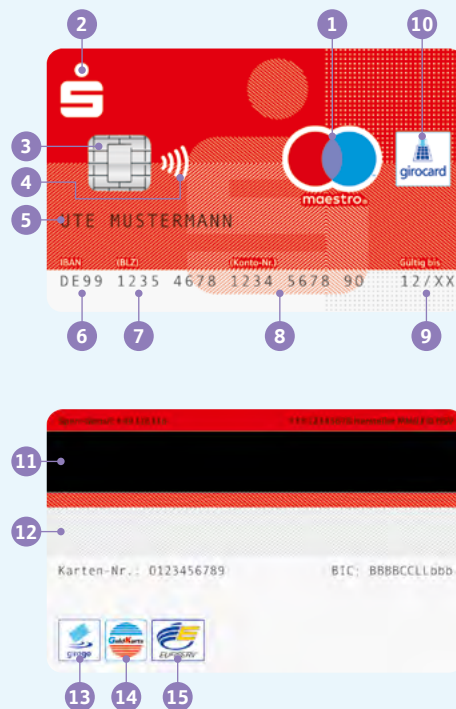 2
1
10
3
4
maestro
girocard
5
UTE MUSTERMANN
IBAN (BLZ) (Konto-Nr.) Gültig bis
DE99 1235 4678 1234 5678 90 12/XX
6
7
8
9
11
12
Karten-Nr.: 0123456789 BIC: BBBBCCLLbbb
girogo
GeldKarte
EUFISERV
13
14
15